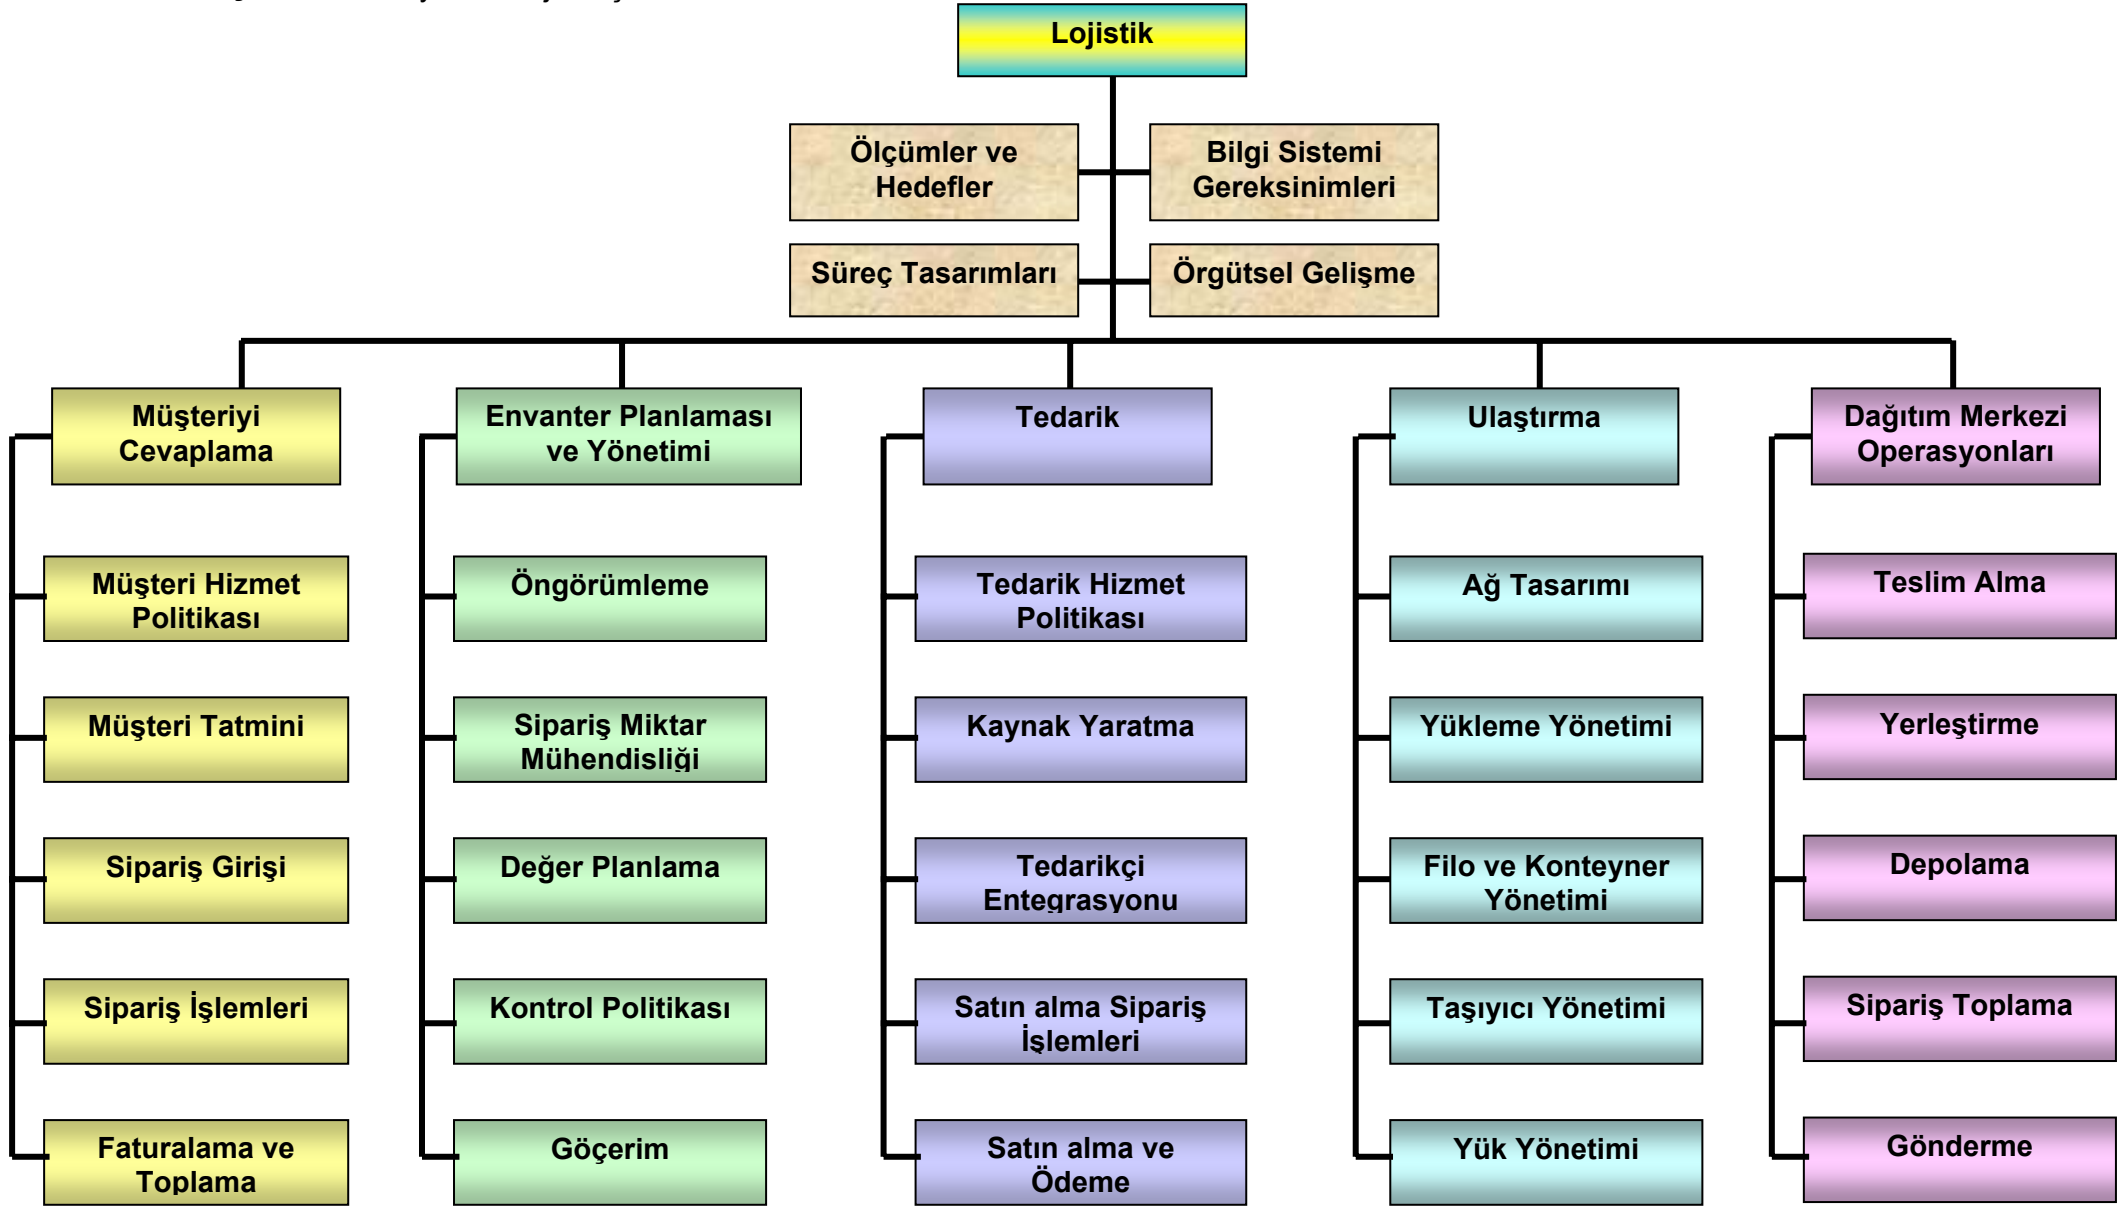 Lojistik
Ölçümler ve
Hedefler
Bilgi Sistemi
Gereksinimleri
Süreç Tasarımları
Örgütsel Gelişme
Müşteriyi
Cevaplama
Envanter Planlaması
ve Yönetimi
Tedarik
Ulaştırma
Dağıtım Merkezi
Operasyonları
Müşteri Hizmet
Politikası
Öngörümleme
Tedarik Hizmet
Politikası
Ağ Tasarımı
Teslim Alma
Müşteri Tatmini
Sipariş Miktar
Mühendisliği
Kaynak Yaratma
Yükleme Yönetimi
Yerleştirme
Sipariş Girişi
Değer Planlama
Tedarikçi
Entegrasyonu
Filo ve Konteyner
Yönetimi
Depolama
Sipariş İşlemleri
Kontrol Politikası
Satın alma Sipariş
İşlemleri
Taşıyıcı Yönetimi
Sipariş Toplama
Faturalama ve
Toplama
Göçerim
Satın alma ve
Ödeme
Yük Yönetimi
Gönderme